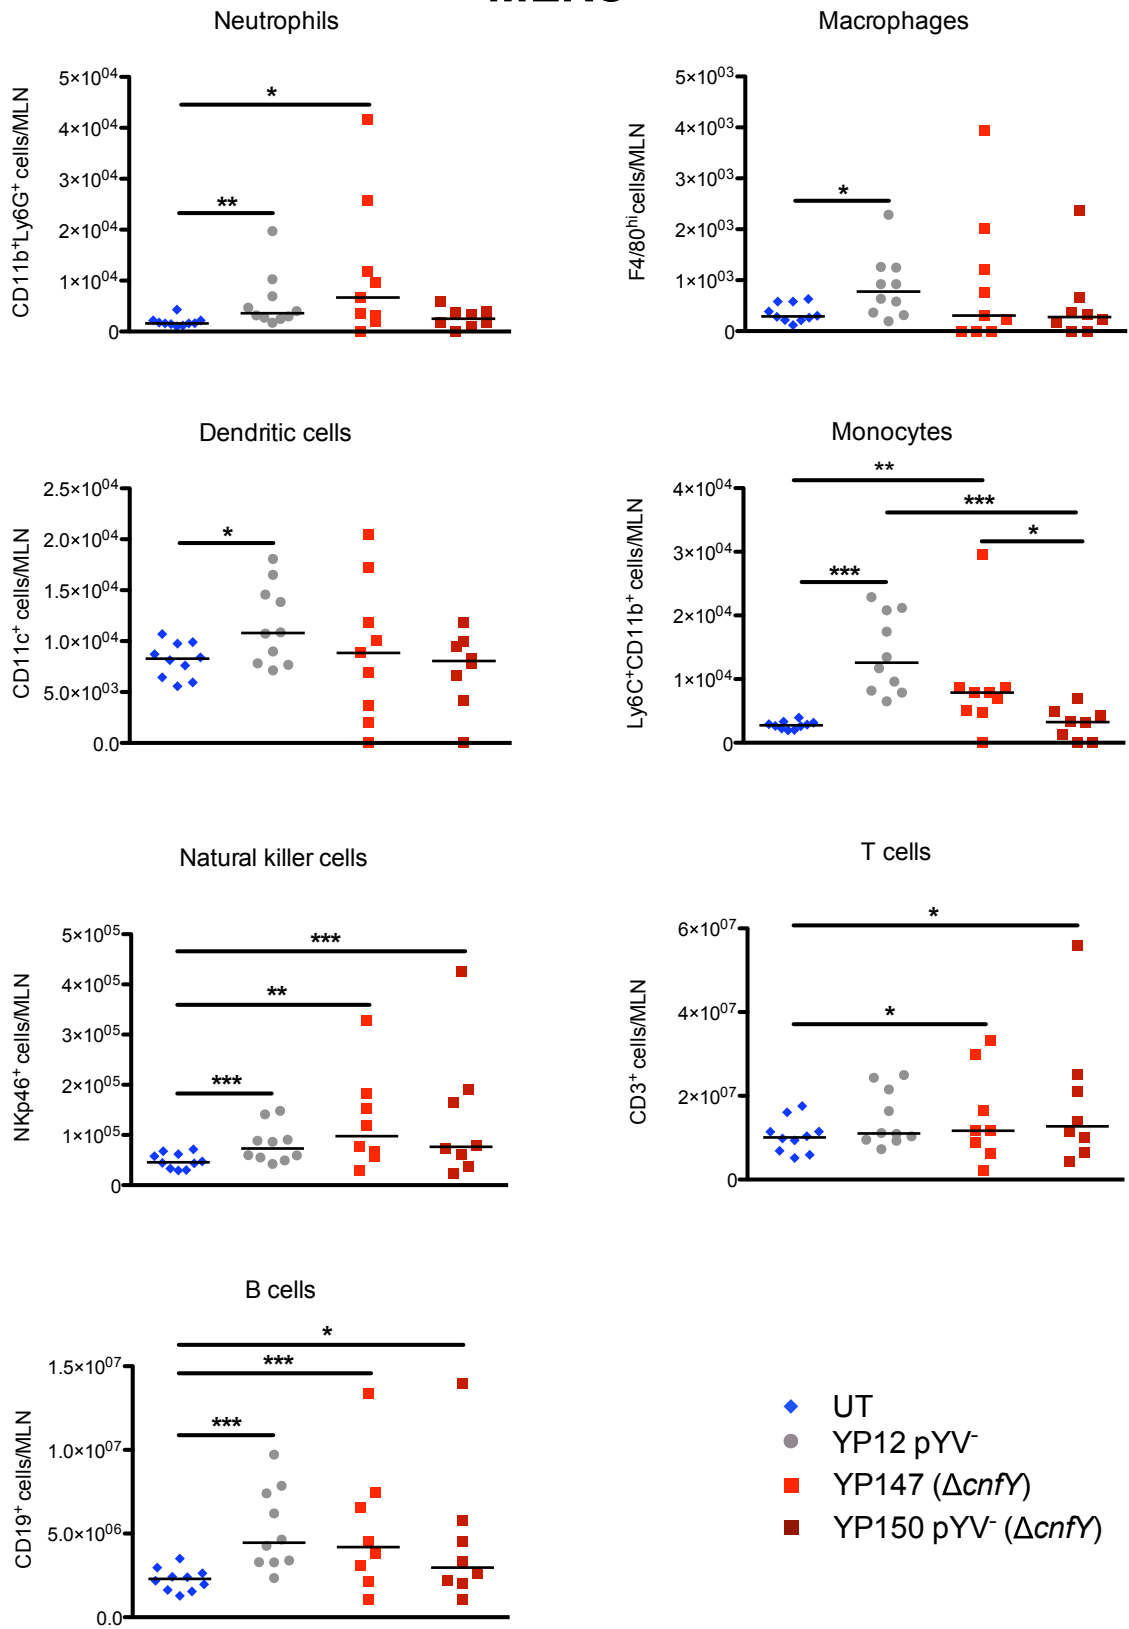 Neutrophils
CD11b⁺Ly6G⁺ cells/MLN
5×10⁰⁴
4×10⁰⁴
3×10⁰⁴
2×10⁰⁴
1×10⁰⁴
0
*
**
Macrophages
F4/80ʰⁱcells/MLN
5×10⁰³
4×10⁰³
3×10⁰³
2×10⁰³
1×10⁰³
0
*
Dendritic cells
CD11c⁺ cells/MLN
2.5×10⁰⁴
2.0×10⁰⁴
1.5×10⁰⁴
1.0×10⁰⁴
5.0×10⁰³
0.0
*
Monocytes
Ly6C⁺CD11b⁺ cells/MLN
4×10⁰⁴
3×10⁰⁴
2×10⁰⁴
1×10⁰⁴
0
**
***
*
***
Natural killer cells
NKp46⁺ cells/MLN
5×10⁰⁵
4×10⁰⁵
3×10⁰⁵
2×10⁰⁵
1×10⁰⁵
0
***
**
***
T cells
CD3⁺ cells/MLN
6×10⁰⁷
4×10⁰⁷
2×10⁰⁷
0
*
*
B cells
CD19⁺ cells/MLN
1.5×10⁰⁷
1.0×10⁰⁷
5.0×10⁰⁶
0.0
*
***
***
UT
YP12 pYV⁻
YP147 (ΔcnfY)
YP150 pYV⁻ (ΔcnfY)